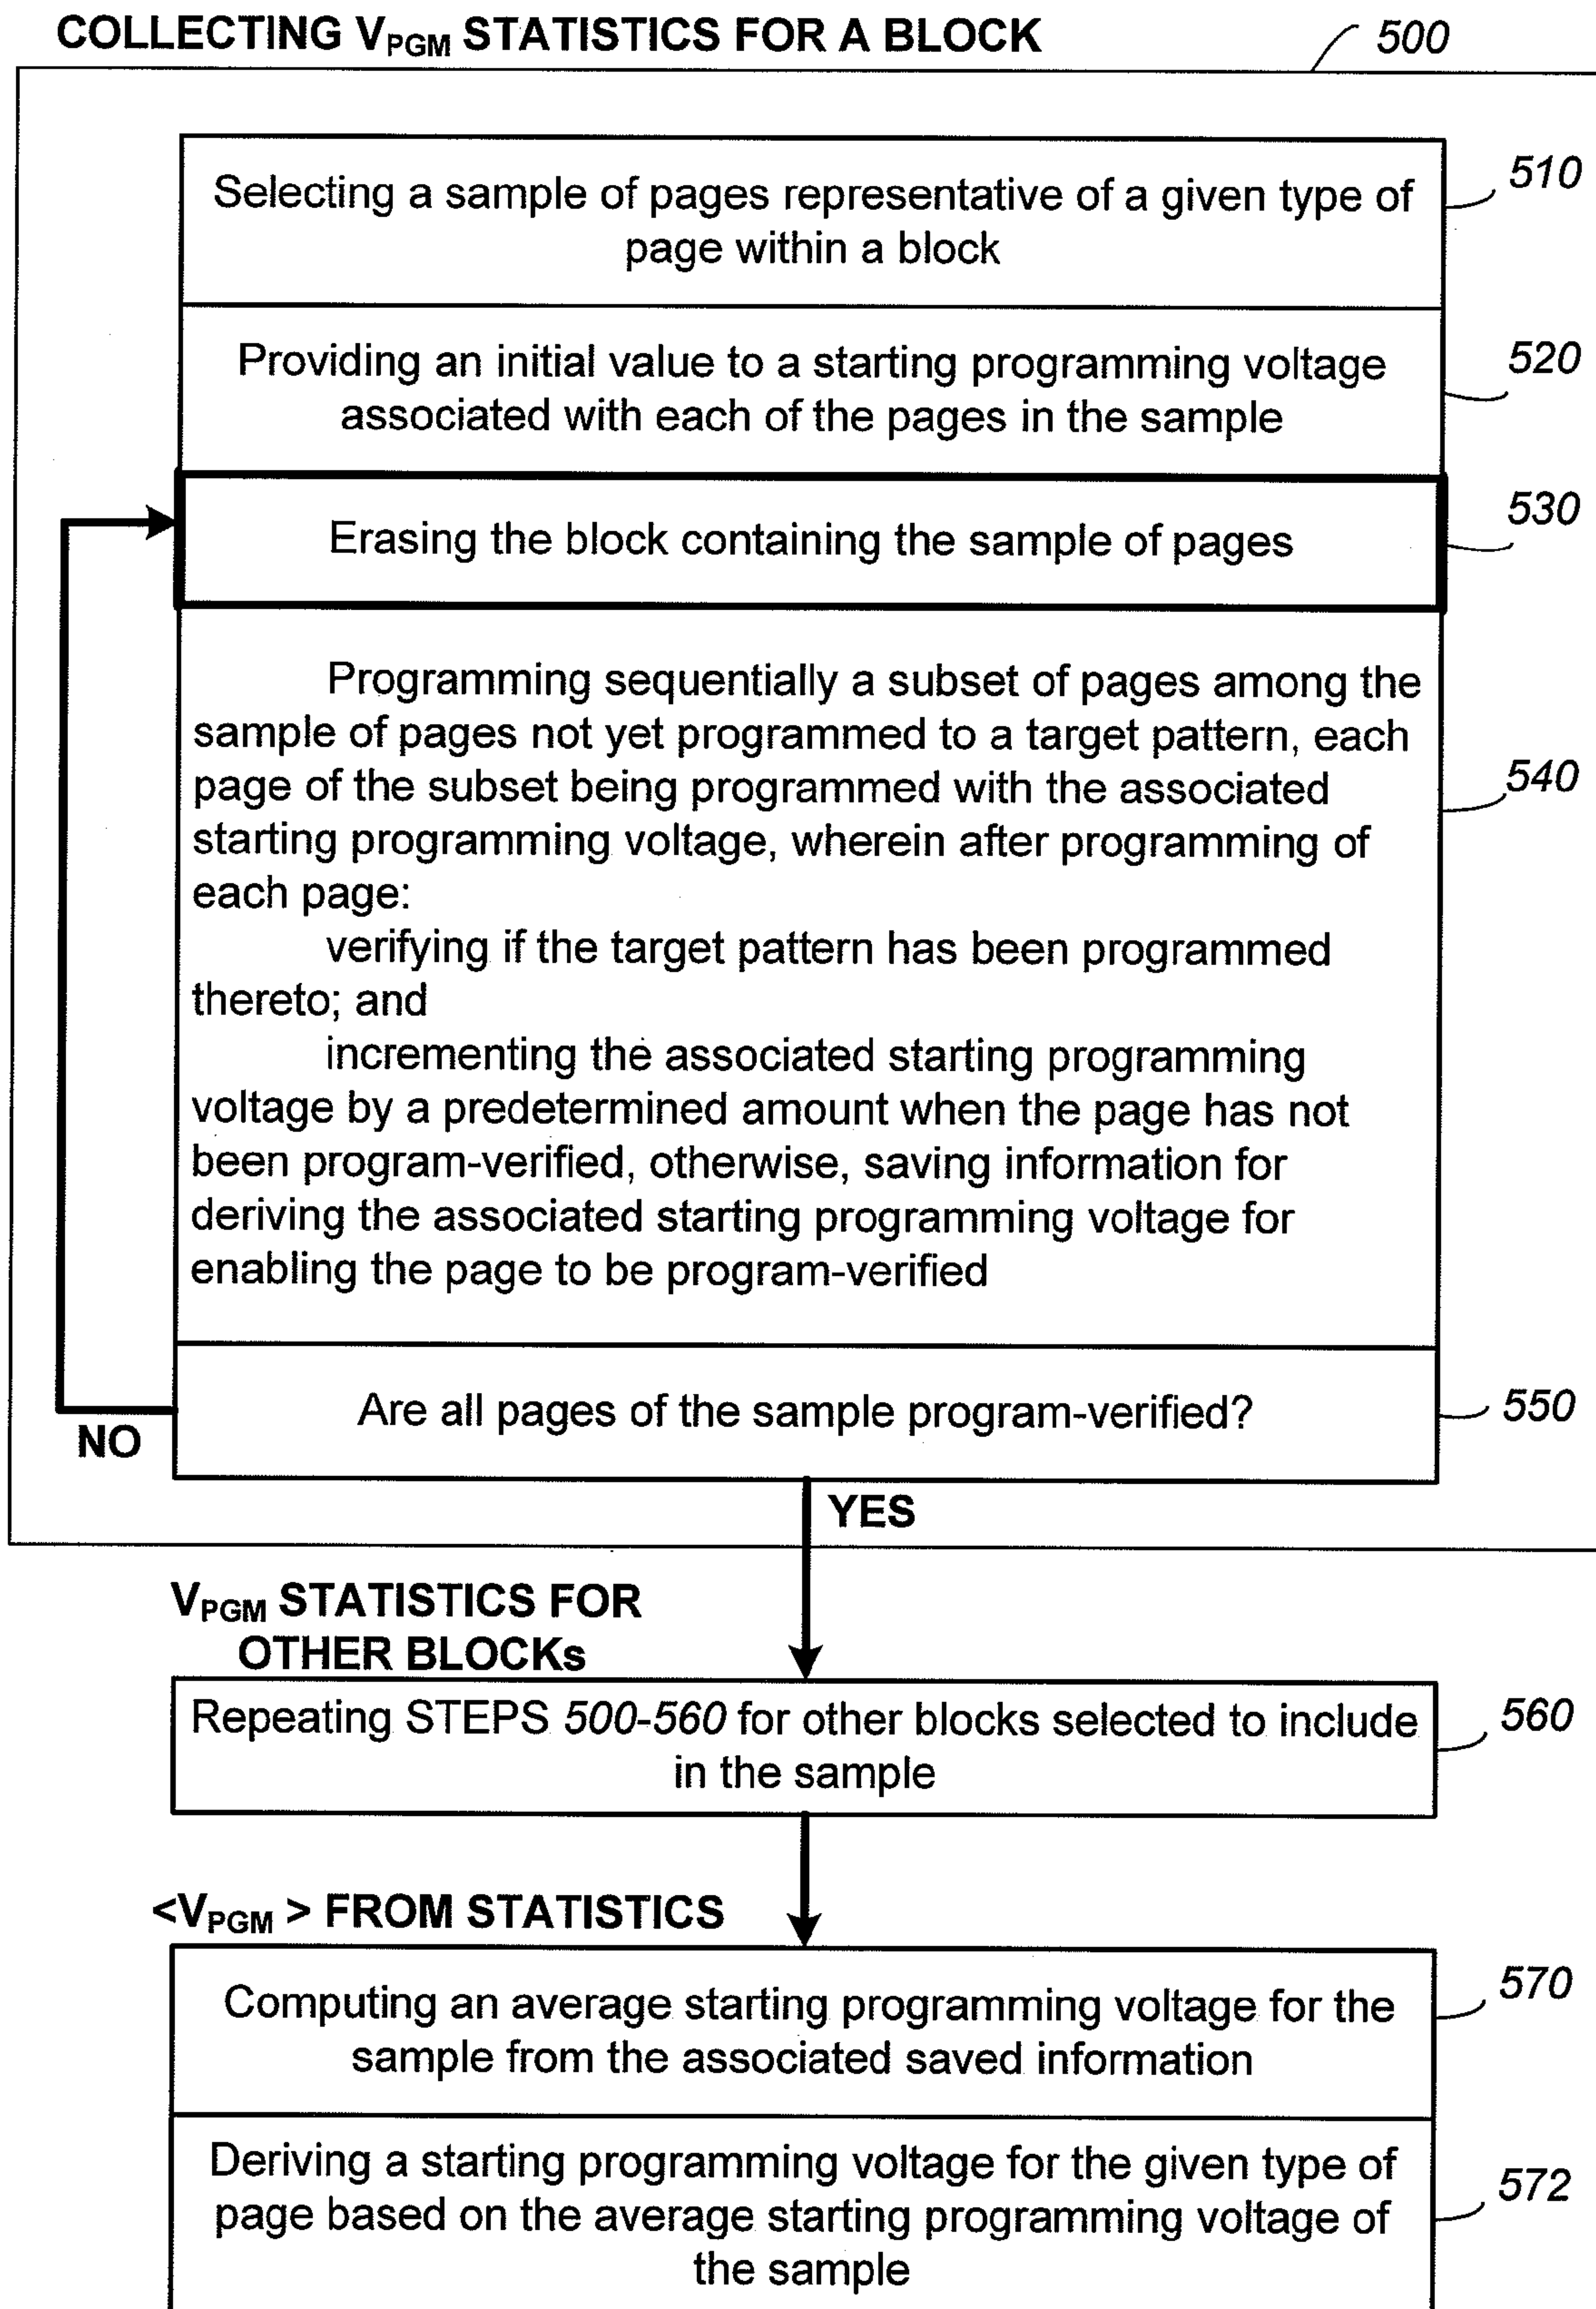 COLLECTING VPGM STATISTICS FOR A BLOCK
500
Selecting a sample of pages representative of a given type of
page within a block
510
Providing an initial value to a starting programming voltage
associated with each of the pages in the sample
520
Erasing the block containing the sample of pages
530
Programming sequentially a subset of pages among the
sample of pages not yet programmed to a target pattern, each
page of the subset being programmed with the associated
starting programming voltage, wherein after programming of
each page:
verifying if the target pattern has been programmed
thereto; and
incrementing the associated starting programming
voltage by a predetermined amount when the page has not
been program-verified, otherwise, saving information for
deriving the associated starting programming voltage for
enabling the page to be program-verified
540
Are all pages of the sample program-verified?
550
NO
YES
VPGM STATISTICS FOR
OTHER BLOCKs
Repeating STEPS 500-560 for other blocks selected to include
in the sample
560
<VPGM > FROM STATISTICS
Computing an average starting programming voltage for the
sample from the associated saved information
570
Deriving a starting programming voltage for the given type of
page based on the average starting programming voltage of
the sample
572